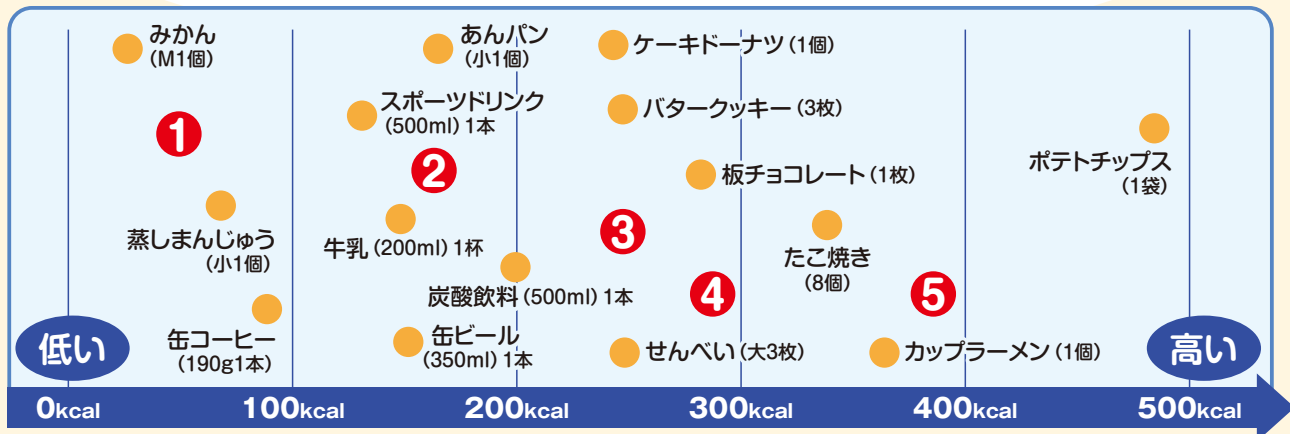 みかん
(M1個)
あんパン
(小1個)
ケーキドーナツ(1個)
スポーツドリンク
(500ml)1本
バタークッキー(3枚)
1
2
ポテトチップス
(1袋)
板チョコレート(1枚)
蒸しまんじゅう
(小1個)
牛乳(200ml)1杯
3
たこ焼き
(8個)
炭酸飲料(500ml)1本
4
5
缶コーヒー
(190g1本)
缶ビール
(350ml)1本
せんべい(大3枚)
カップラーメン(1個)
低い
高い
0kcal
100kcal
200kcal
300kcal
400kcal
500kcal